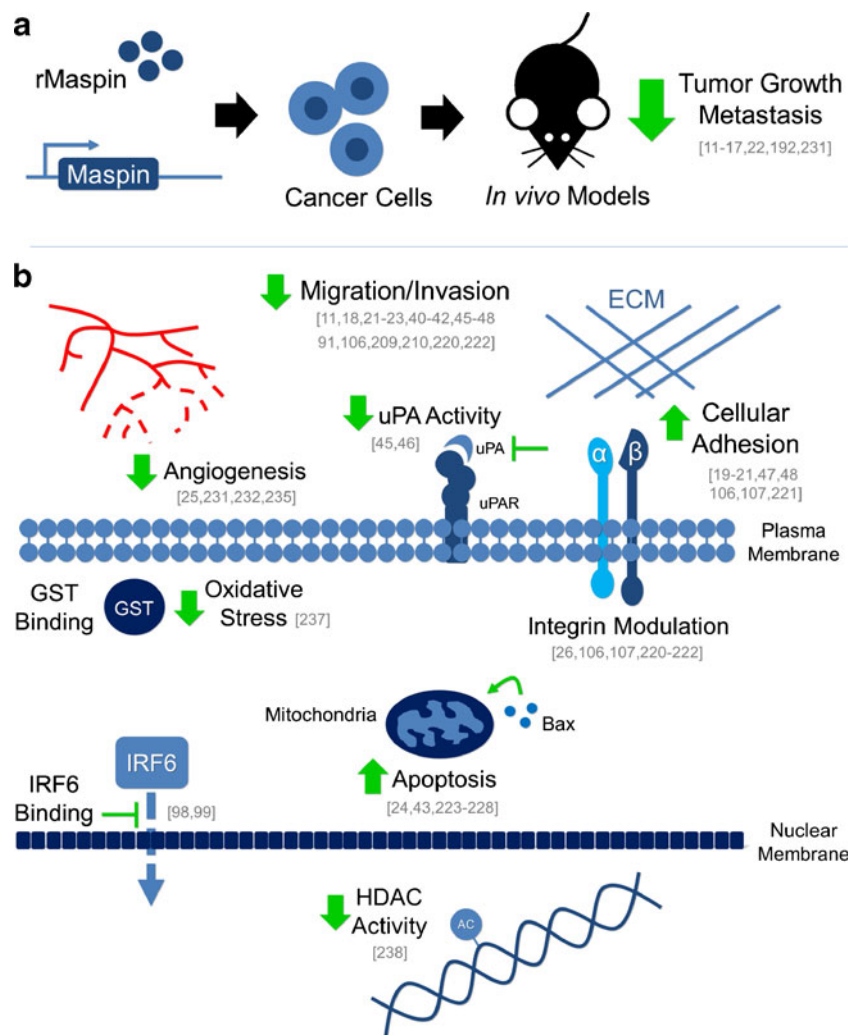 a
rMaspin
Maspin
Cancer Cells
In vivo Models
Tumor Growth
Metastasis
[11-17,22,192,231]
b
Migration/Invasion
[11,18,21-23,40-42,45-48
91,106,209,210,220,222]
ECM
uPA Activity
[45,46]
uPA
uPAR
α
β
Cellular
Adhesion
[19-21,47,48
106,107,221]
Angiogenesis
[25,231,232,235]
Plasma
Membrane
GST
Binding
GST
Oxidative
Stress [237]
Integrin Modulation
[26,106,107,220-222]
Mitochondria
Bax
Apoptosis
[24,43,223-228]
IRF6
IRF6
Binding
[98,99]
Nuclear
Membrane
HDAC
Activity
[238]
AC